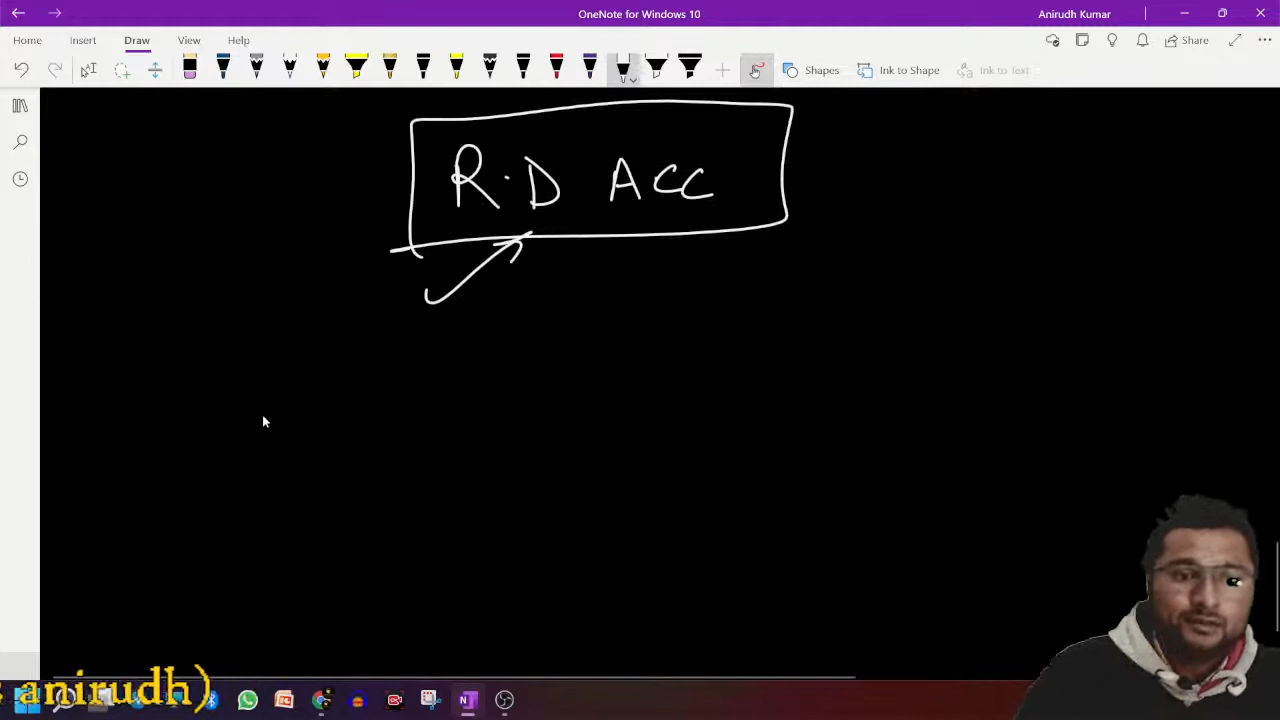 OneNote for Windows 10
Anirudh Kumar
Home Insert Draw View Help
Share
Shapes Ink to Shape Ink to Text
R.D ACC
s anirudh)